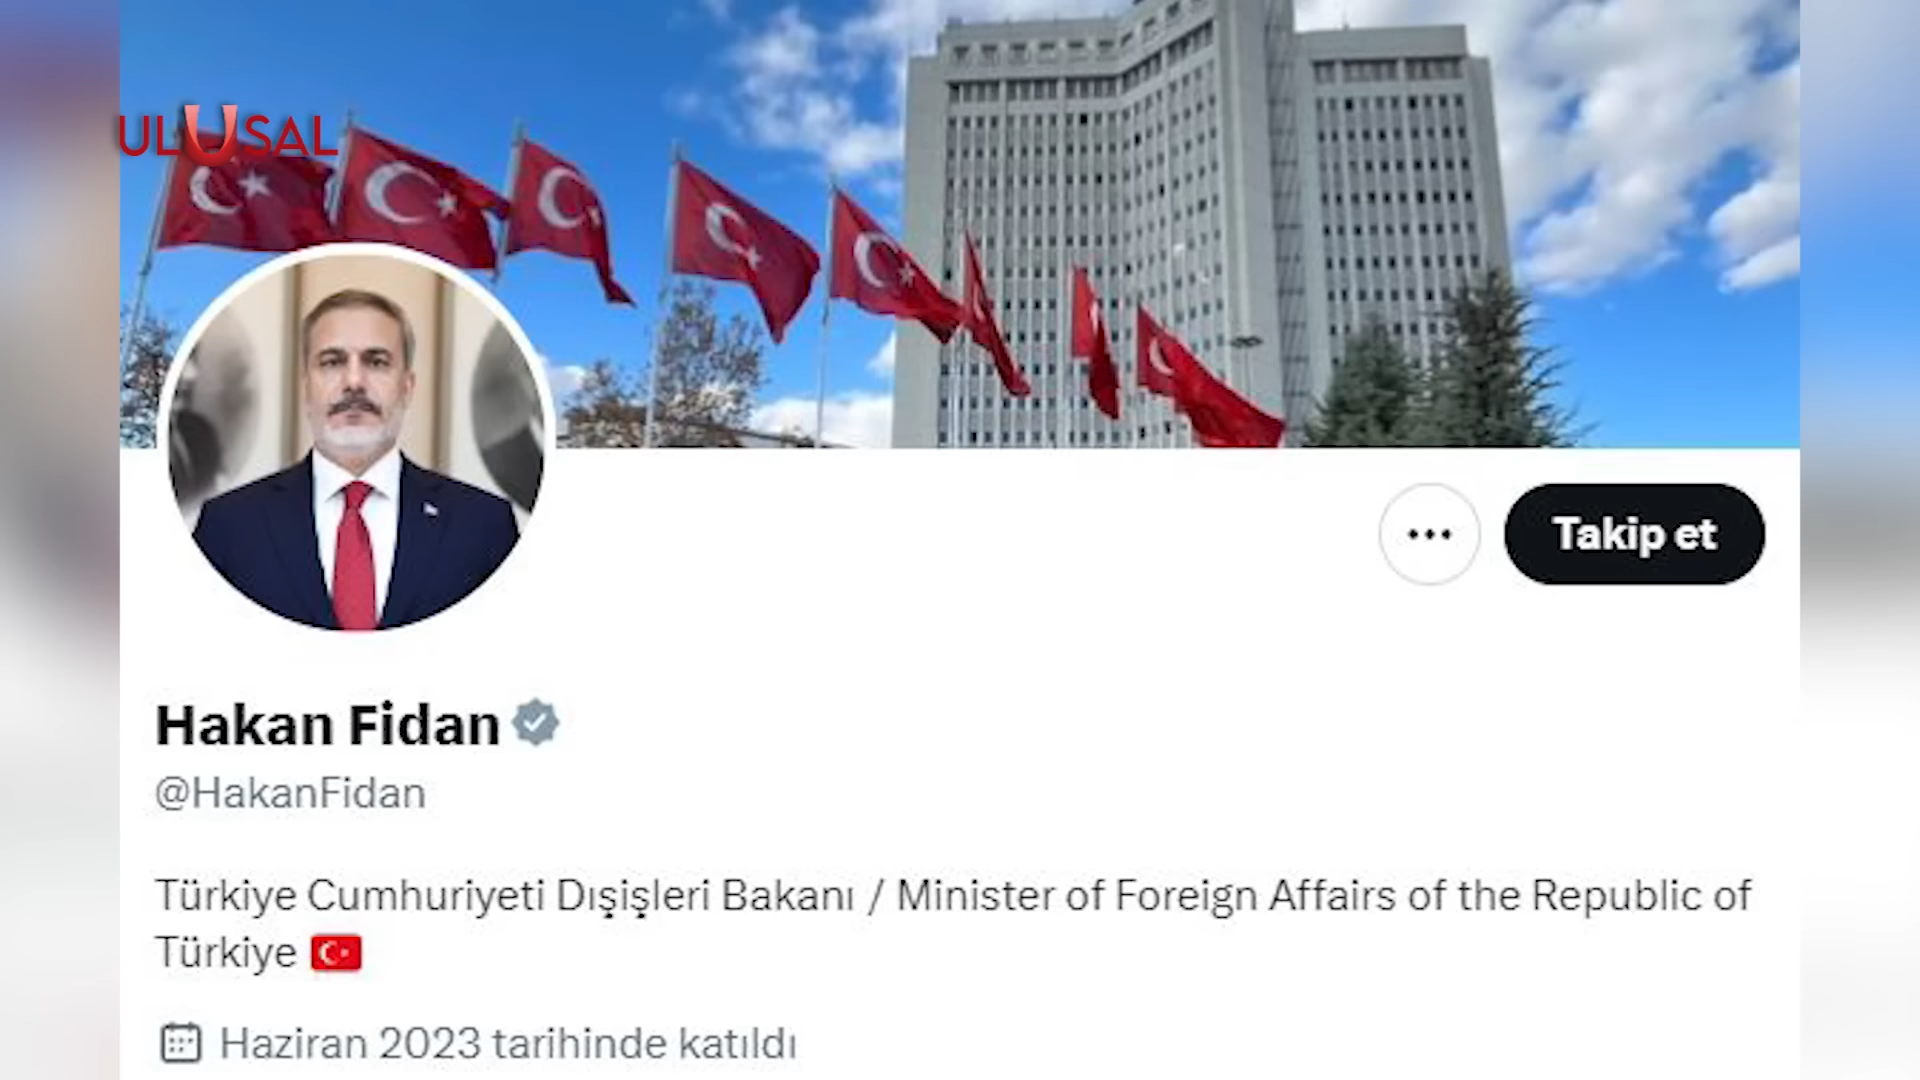 ULUSAL
Takip et
Hakan Fidan
@HakanFidan
Türkiye Cumhuriyeti Dışişleri Bakanı / Minister of Foreign Affairs of the Republic of
Türkiye 🇹🇷
Haziran 2023 tarihinde katıldı